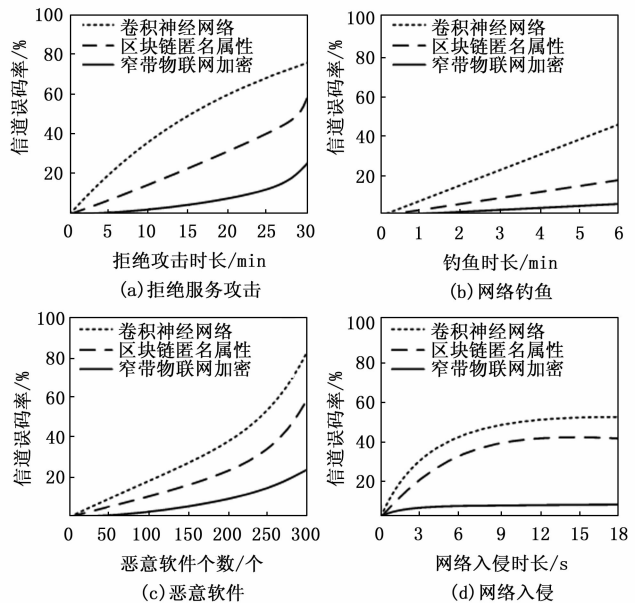 100
80
60
40
20
信道误码率/%
卷积神经网络
区块链匿名属性
窄带物联网加密
0 5 10 15 20 25 30
拒绝攻击时长/min
(a)拒绝服务攻击
100
80
60
40
20
信道误码率/%
卷积神经网络
区块链匿名属性
窄带物联网加密
0 1 2 3 4 5 6
钓鱼时长/min
(b)网络钓鱼
100
80
60
40
20
信道误码率/%
卷积神经网络
区块链匿名属性
窄带物联网加密
0 50 100 150 200 250 300
恶意软件个数/个
(c)恶意软件
100
80
60
40
20
信道误码率/%
卷积神经网络
区块链匿名属性
窄带物联网加密
0 3 6 9 12 15 18
网络入侵时长/s
(d)网络入侵